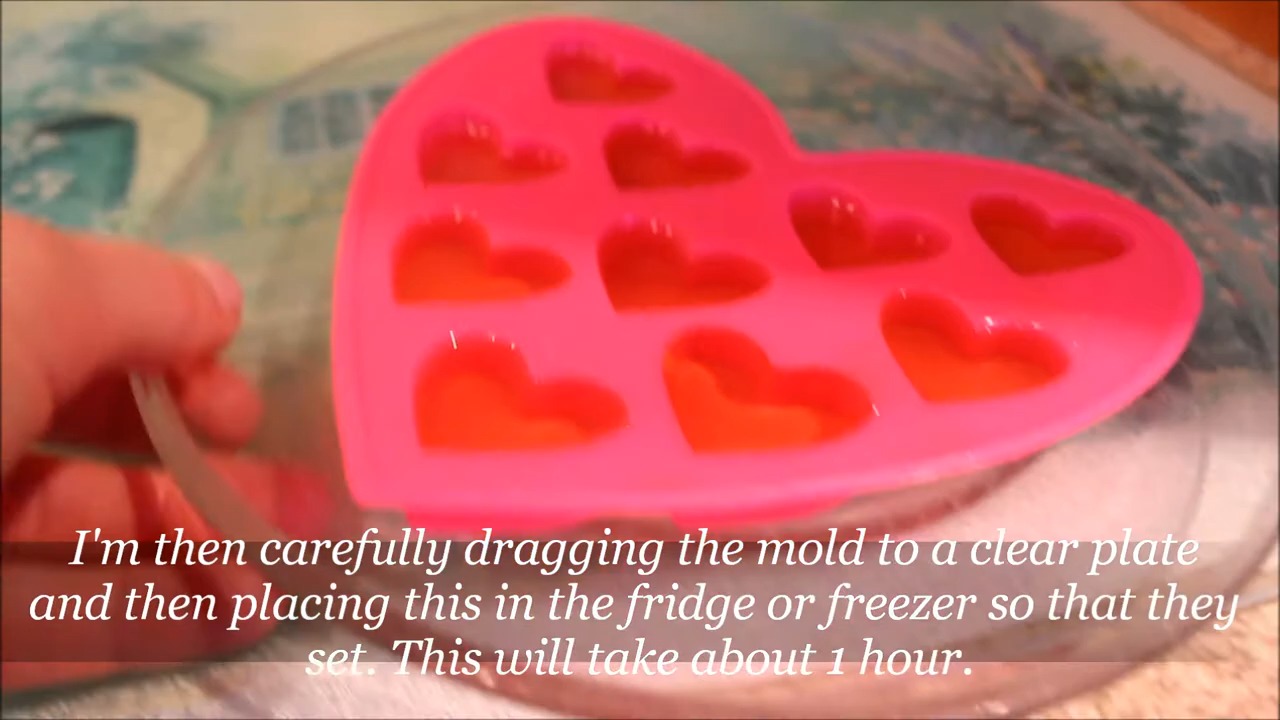 I'm then carefully dragging the mold to a clear plate
and then placing this in the fridge or freezer so that they
set. This will take about 1 hour.